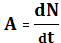 A = dN/dt